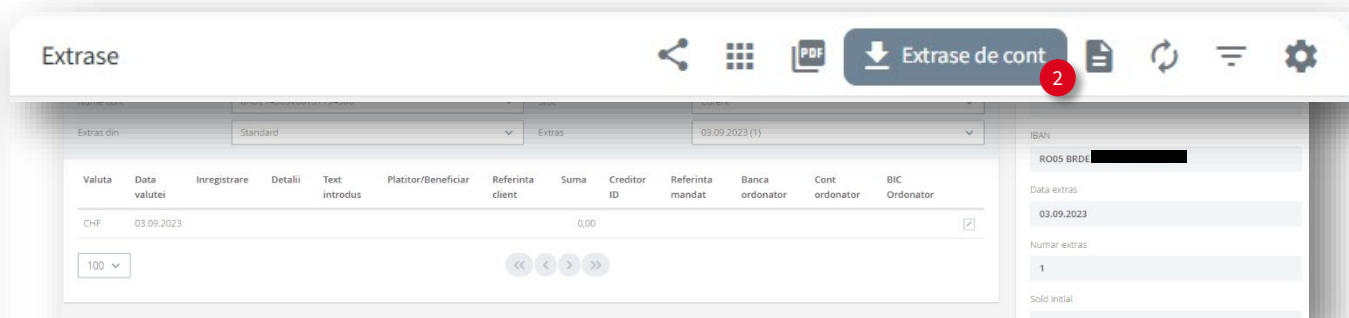 Extrase
PDF
Extrase de cont
2
Extras din
Standard
Extras
03.09.2023 (1)
IBAN
RO05 BRDE
Valuta Data valutei Inregistrare Detalii Text introdus Platitor/Beneficiar Referinta client Suma Creditor ID Referinta mandat Banca ordonator Cont ordonator BIC Ordonator
CHF 03.09.2023 0,00
100
Data extras
03.09.2023
Numar extras
1
Sold initial